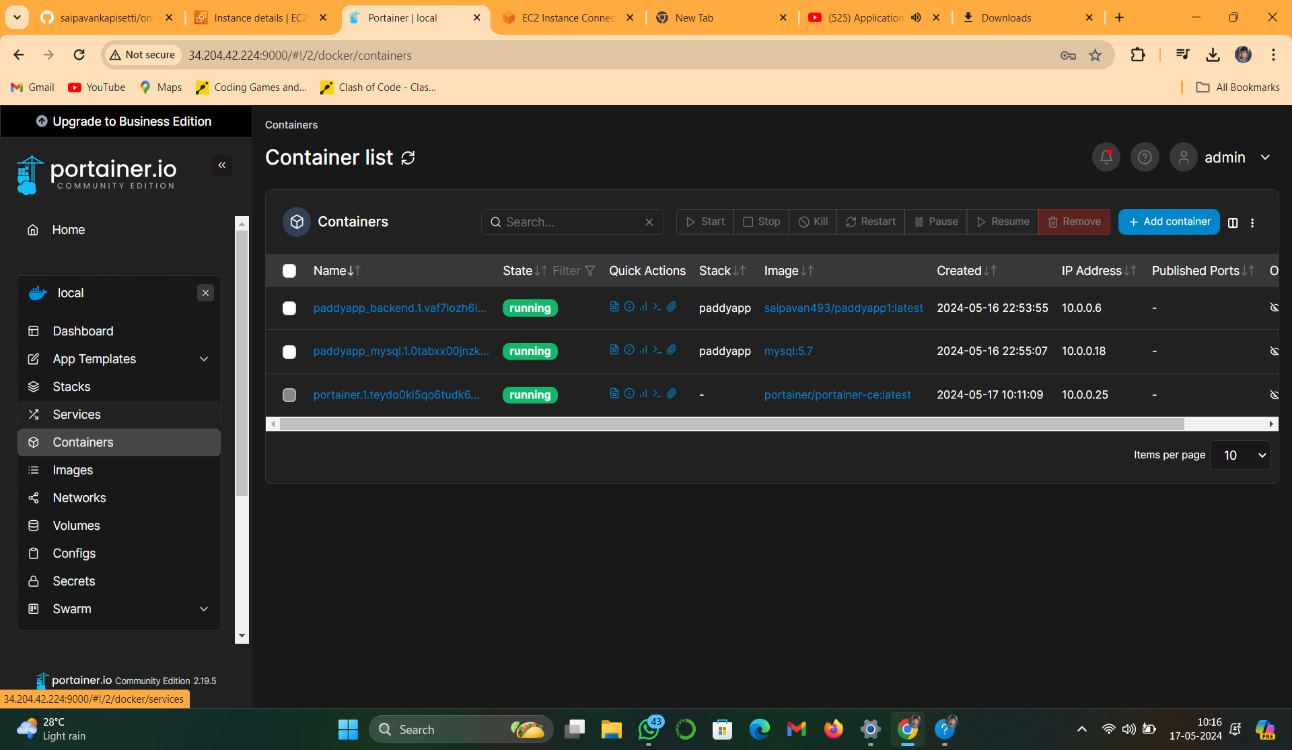 saipavankapisetti/on
Instance details | EC2
Portainer | local
EC2 Instance Connec
New Tab
(525) Application
Downloads
Not secure
34.204.42.224:9000/#!/2/docker/containers
Gmail
YouTube
Maps
Coding Games and...
Clash of Code - Clas...
All Bookmarks
Upgrade to Business Edition
portainer.io
COMMUNITY EDITION
Home
local
Dashboard
App Templates
Stacks
Services
Containers
Images
Networks
Volumes
Configs
Secrets
Swarm
portainer.io Community Edition 2.19.5
34.204.42.224:9000/#!/2/docker/services
Containers
Container list
admin
Containers
Search...
Start
Stop
Kill
Restart
Pause
Resume
Remove
+ Add container
Name State Filter Quick Actions Stack Image Created IP Address Published Ports O
paddyapp_backend.1.vaf7lozh6i... running paddyapp saipavan493/paddyapp1:latest 2024-05-16 22:53:55 10.0.0.6 -
paddyapp_mysql.1.0tabxx00jnzk... running paddyapp mysql:5.7 2024-05-16 22:55:07 10.0.0.18 -
portainer.1.teydo0kl5qo6tudk6... running - portainer/portainer-ce:latest 2024-05-17 10:11:09 10.0.0.25 -
Items per page 10
28°C
Light rain
Search
43
10:16
17-05-2024
PRE